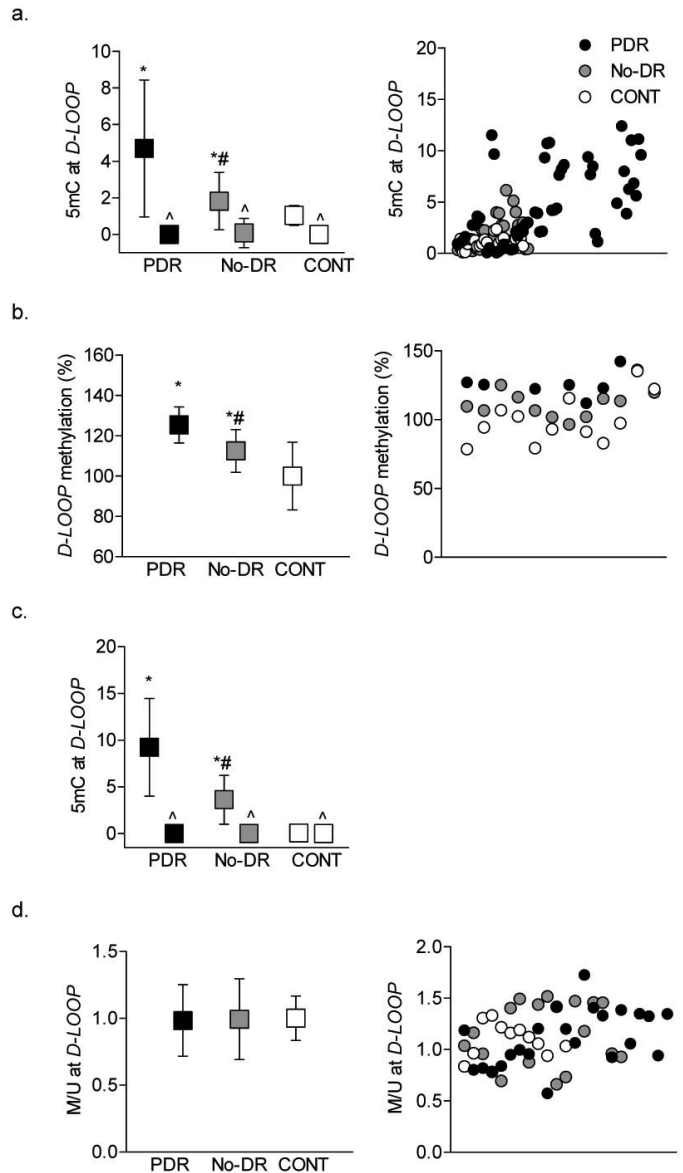 a.
5mC at D-LOOP
10
8
6
4
2
0
*
^
*#
^
^
PDR No-DR CONT
5mC at D-LOOP
20
15
10
5
0
PDR
No-DR
CONT
b.
D-LOOP methylation (%)
160
140
120
100
80
60
*
*#
PDR No-DR CONT
D-LOOP methylation (%)
150
100
50
0
c.
5mC at D-LOOP
20
15
10
5
0
*
^
*#
^
^
PDR No-DR CONT
d.
M/U at D-LOOP
1.5
1.0
0.5
0.0
PDR No-DR CONT
M/U at D-LOOP
2.0
1.5
1.0
0.5
0.0